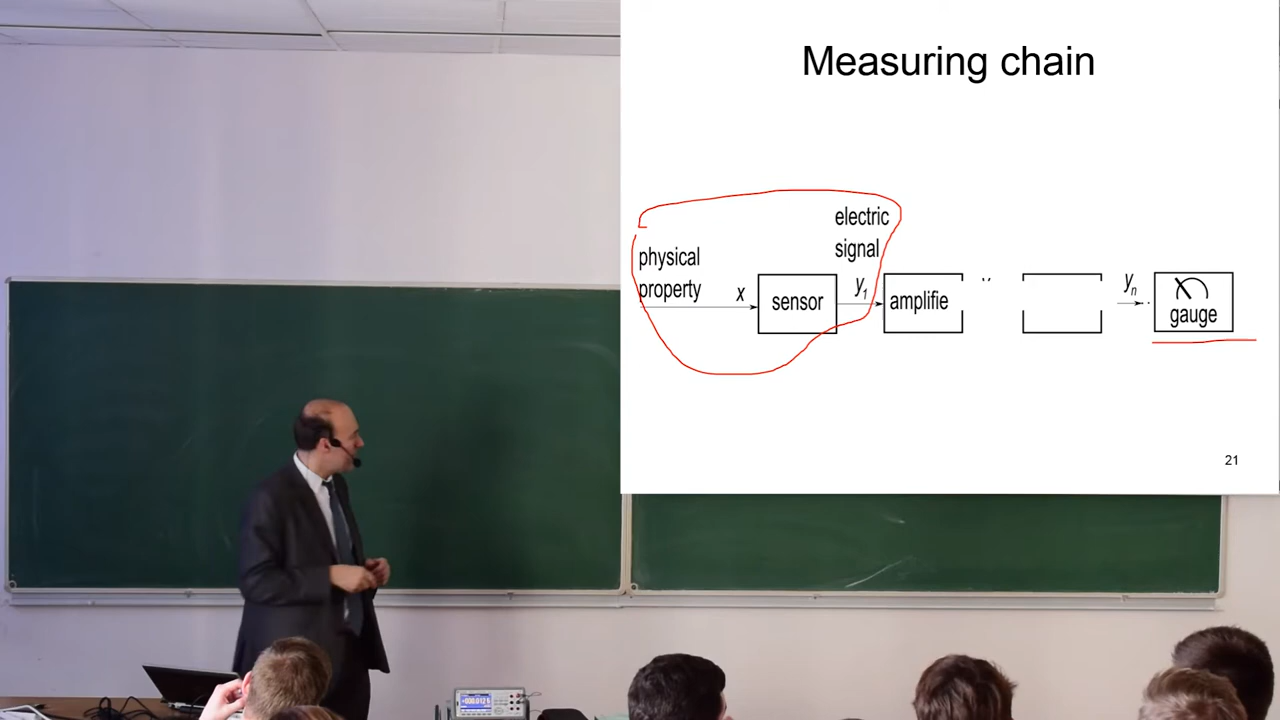 Measuring chain
electric
signal
physical
property
x
sensor
y1
amplifie
yn
gauge
21